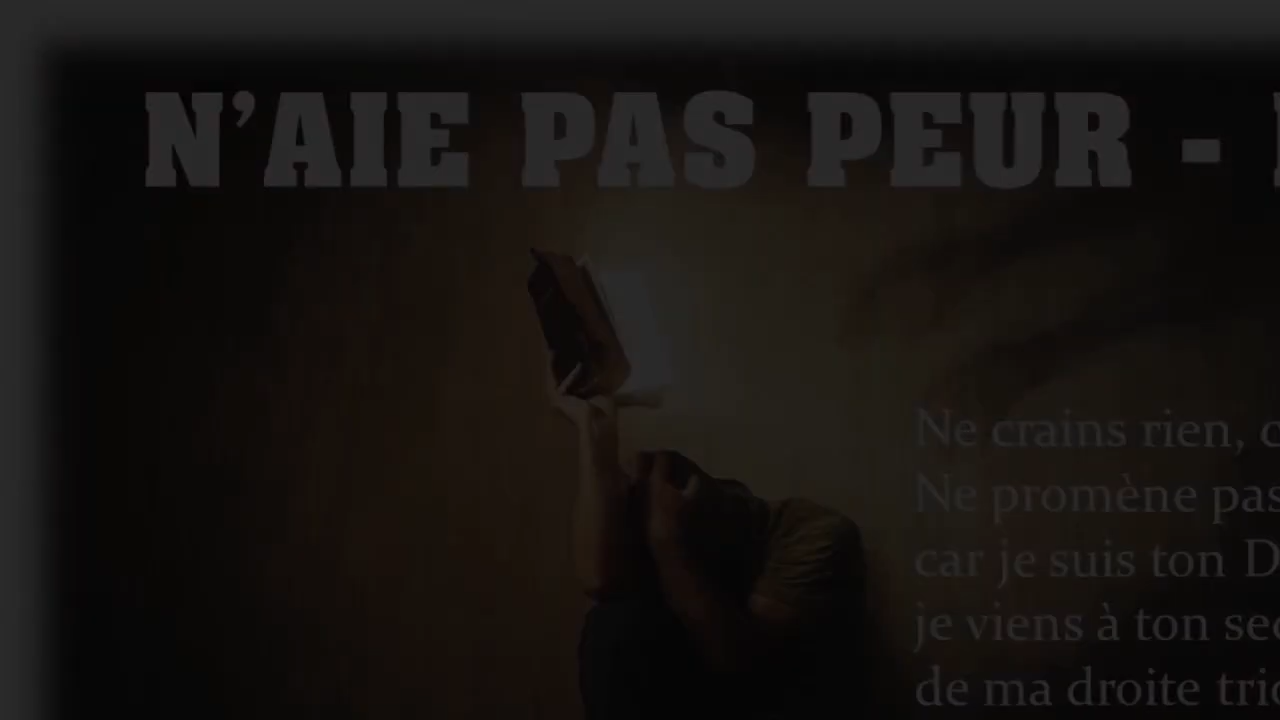 N’AIE PAS PEUR -
Ne crains rien,
Ne promène pas
car je suis ton
je viens à ton
de ma droite